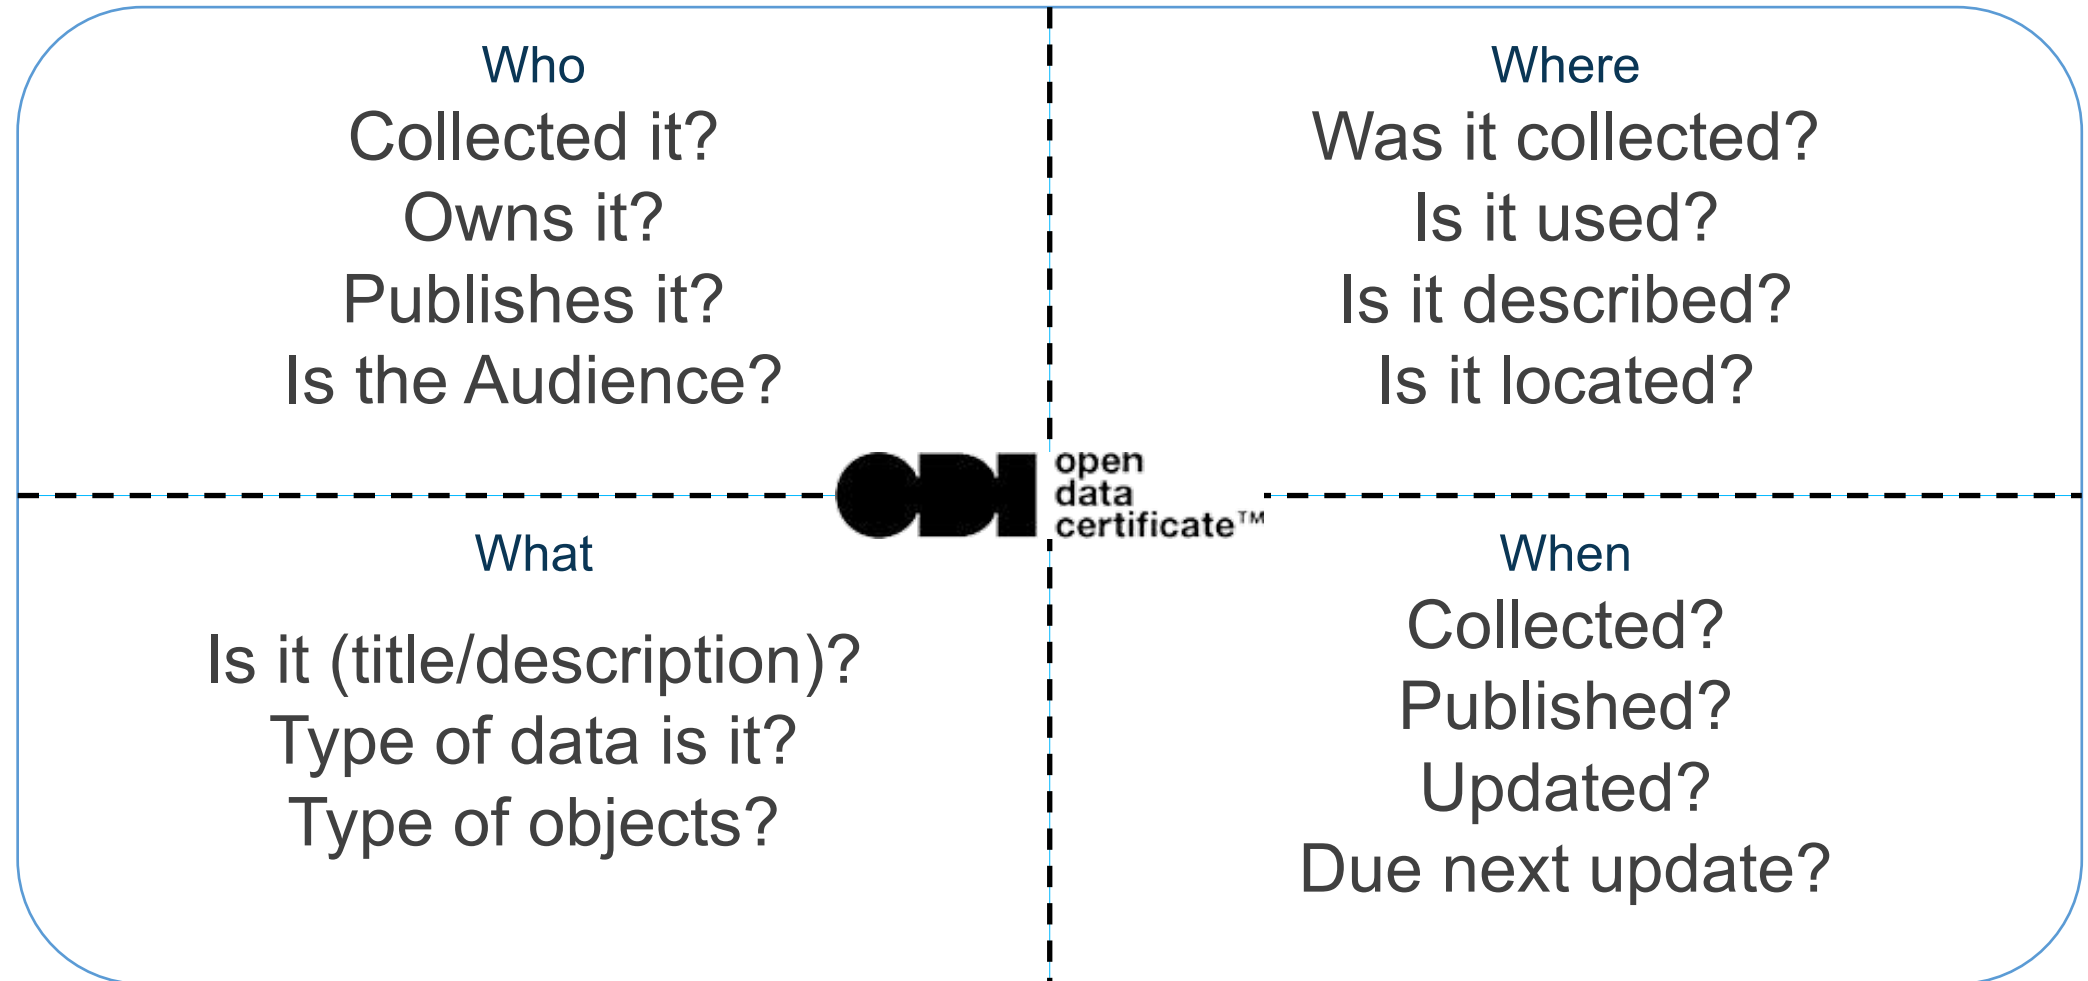 Who
Collected it?
Owns it?
Publishes it?
Is the Audience?
Where
Was it collected?
Is it used?
Is it described?
Is it located?
ODI
open
data
certificate™
What
Is it (title/description)?
Type of data is it?
Type of objects?
When
Collected?
Published?
Updated?
Due next update?